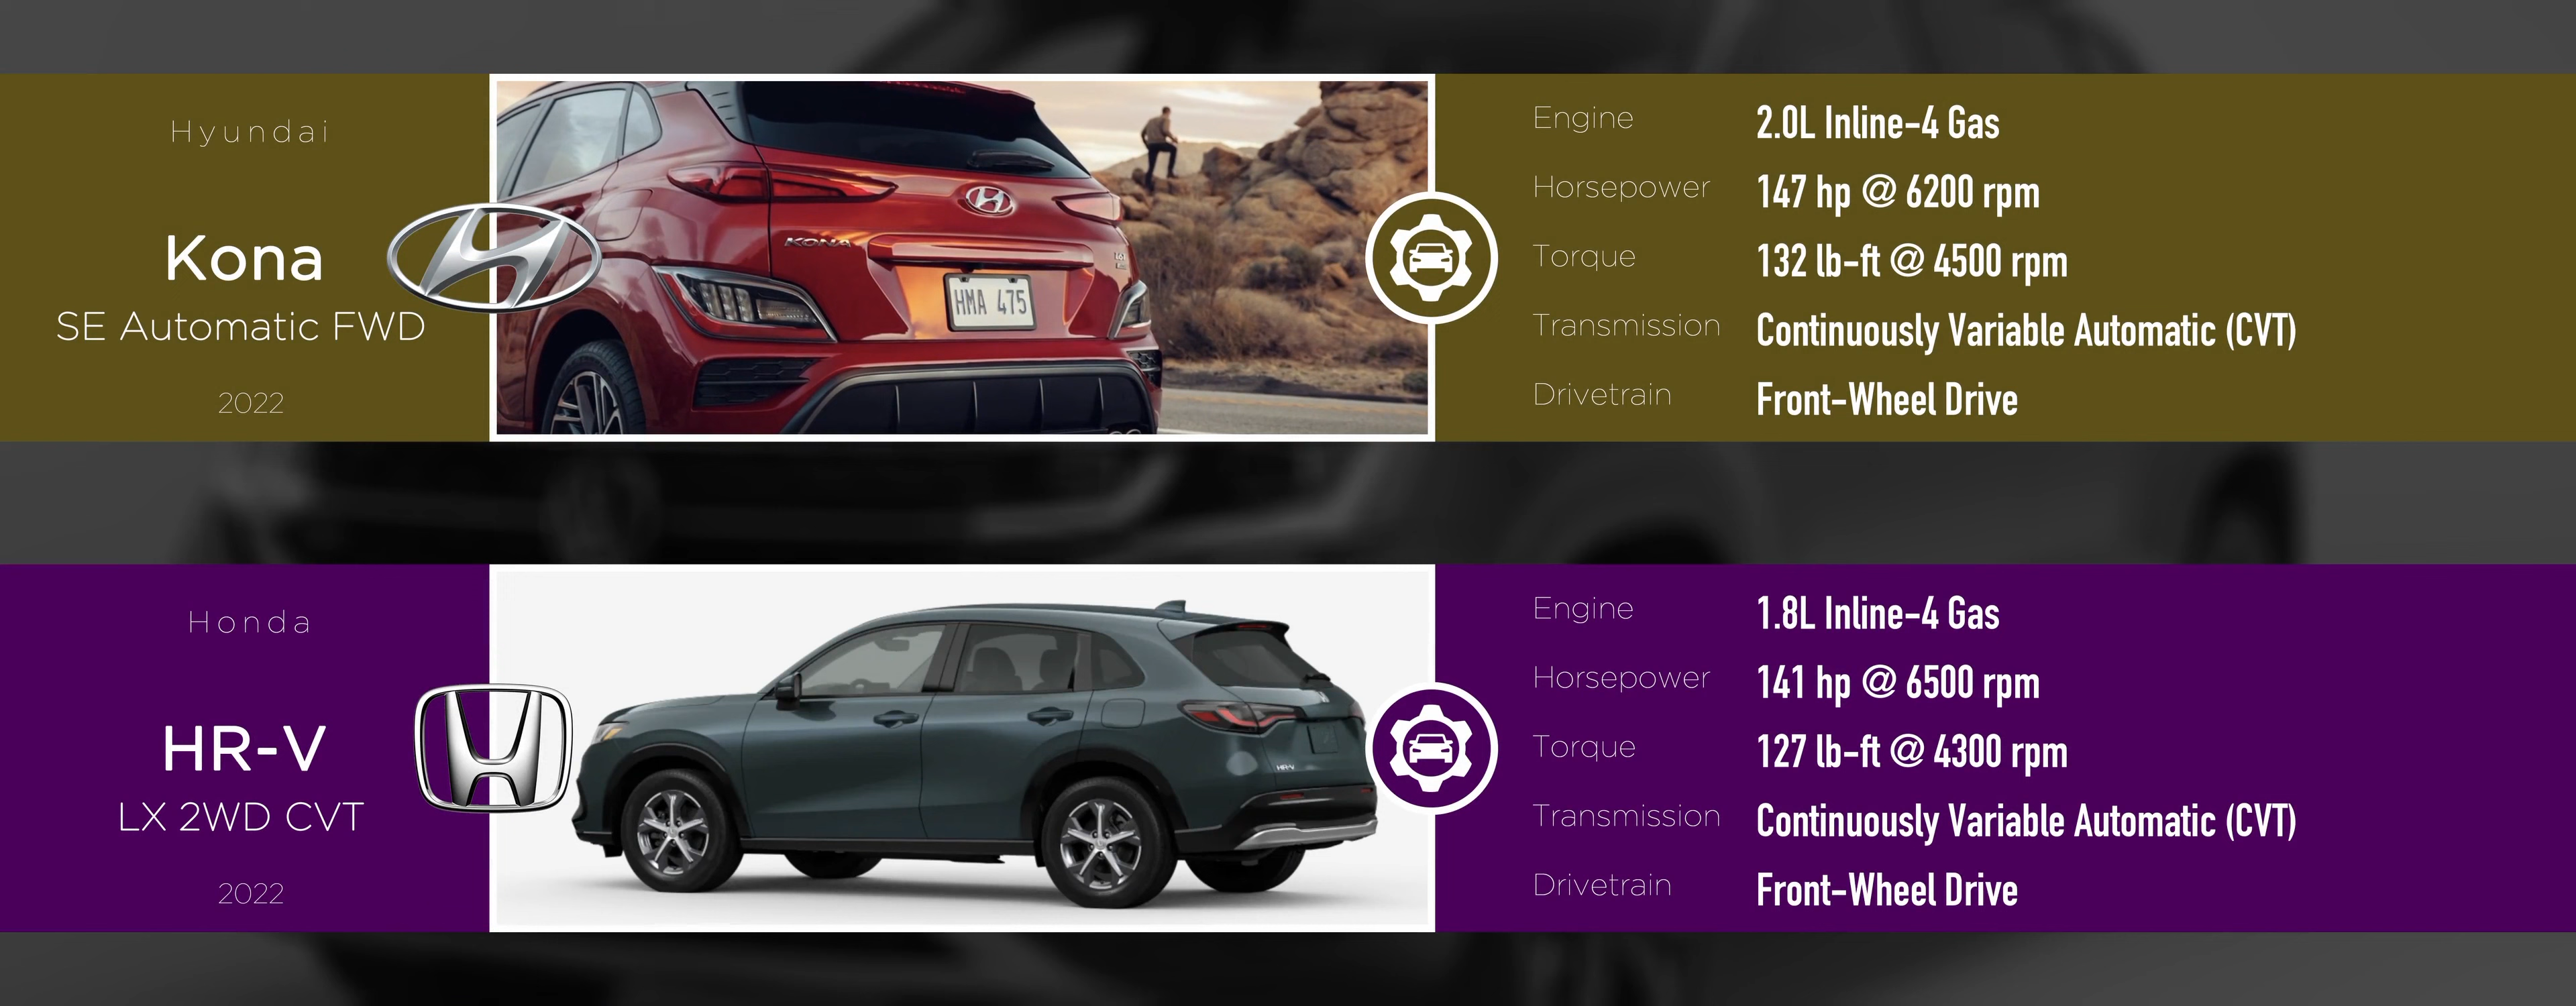 Hyundai
Kona
SE Automatic FWD
2022
KONA
HMA 475
Engine 2.0L Inline-4 Gas
Horsepower 147 hp @ 6200 rpm
Torque 132 lb-ft @ 4500 rpm
Transmission Continuously Variable Automatic (CVT)
Drivetrain Front-Wheel Drive
Honda
HR-V
LX 2WD CVT
2022
HR-V
Engine 1.8L Inline-4 Gas
Horsepower 141 hp @ 6500 rpm
Torque 127 lb-ft @ 4300 rpm
Transmission Continuously Variable Automatic (CVT)
Drivetrain Front-Wheel Drive